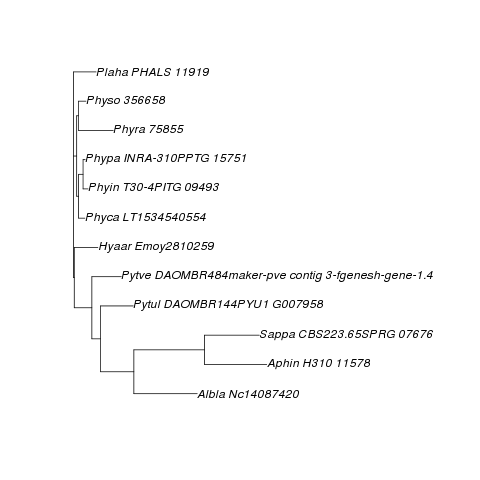 Plaha PHALS 11919
Physo 356658
Phyra 75855
Phypa INRA-310PPTG 15751
Phyin T30-4PITG 09493
Phyca LT1534540554
Hyaar Emoy2810259
Pytve DAOMBR484maker-pve contig 3-fgenesh-gene-1.4
Pytul DAOMBR144PYU1 G007958
Sappa CBS223.65SPRG 07676
Aphin H310 11578
Albla Nc14087420